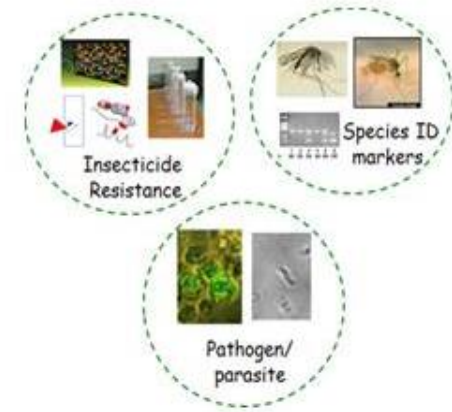 Insecticide
Resistance
Species ID
markers
Pathogen/
parasite